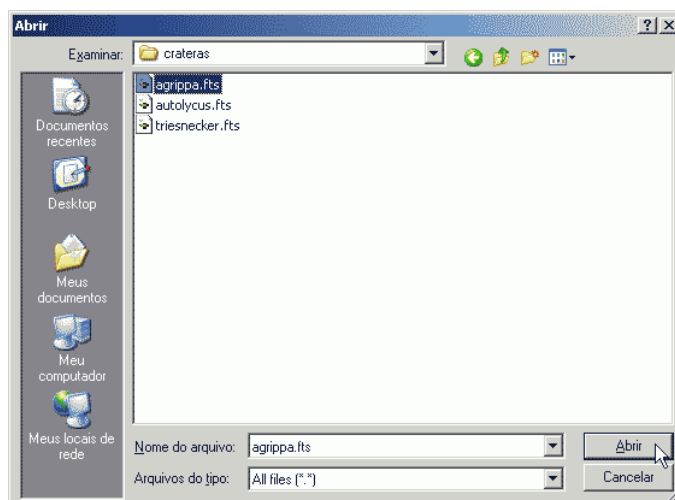 Abrir
Examinar: crateras
agrippa.fts
autolycus.fts
triesnecker.fts
Documentos
recentes
Desktop
Meus
documentos
Meu
computador
Meus locais de
rede
Nome do arquivo: agrippa.fts Abrir
Arquivos do tipo: All files (*.*) Cancelar